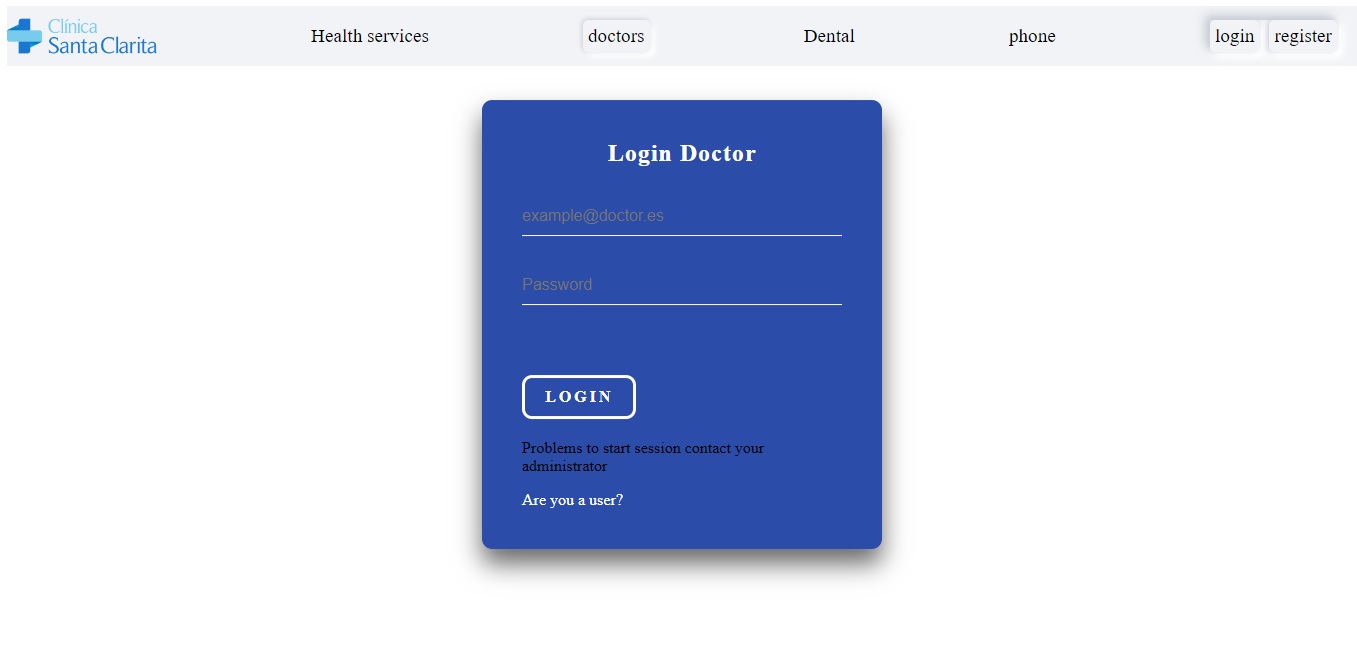 Clínica
Santa Clarita
Health services
doctors
Dental
phone
login
register
Login Doctor
example@doctor.es
Password
LOGIN
Problems to start session contact your
administrator
Are you a user?